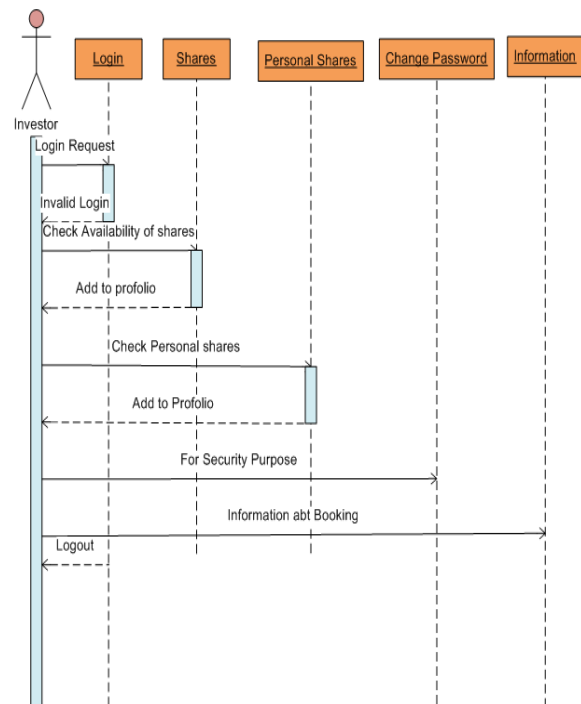 Login
Shares
Personal Shares
Change Password
Information
Investor
Login Request
Invalid Login
Check Availability of shares
Add to profolio
Check Personal shares
Add to Profolio
For Security Purpose
Information abt Booking
Logout